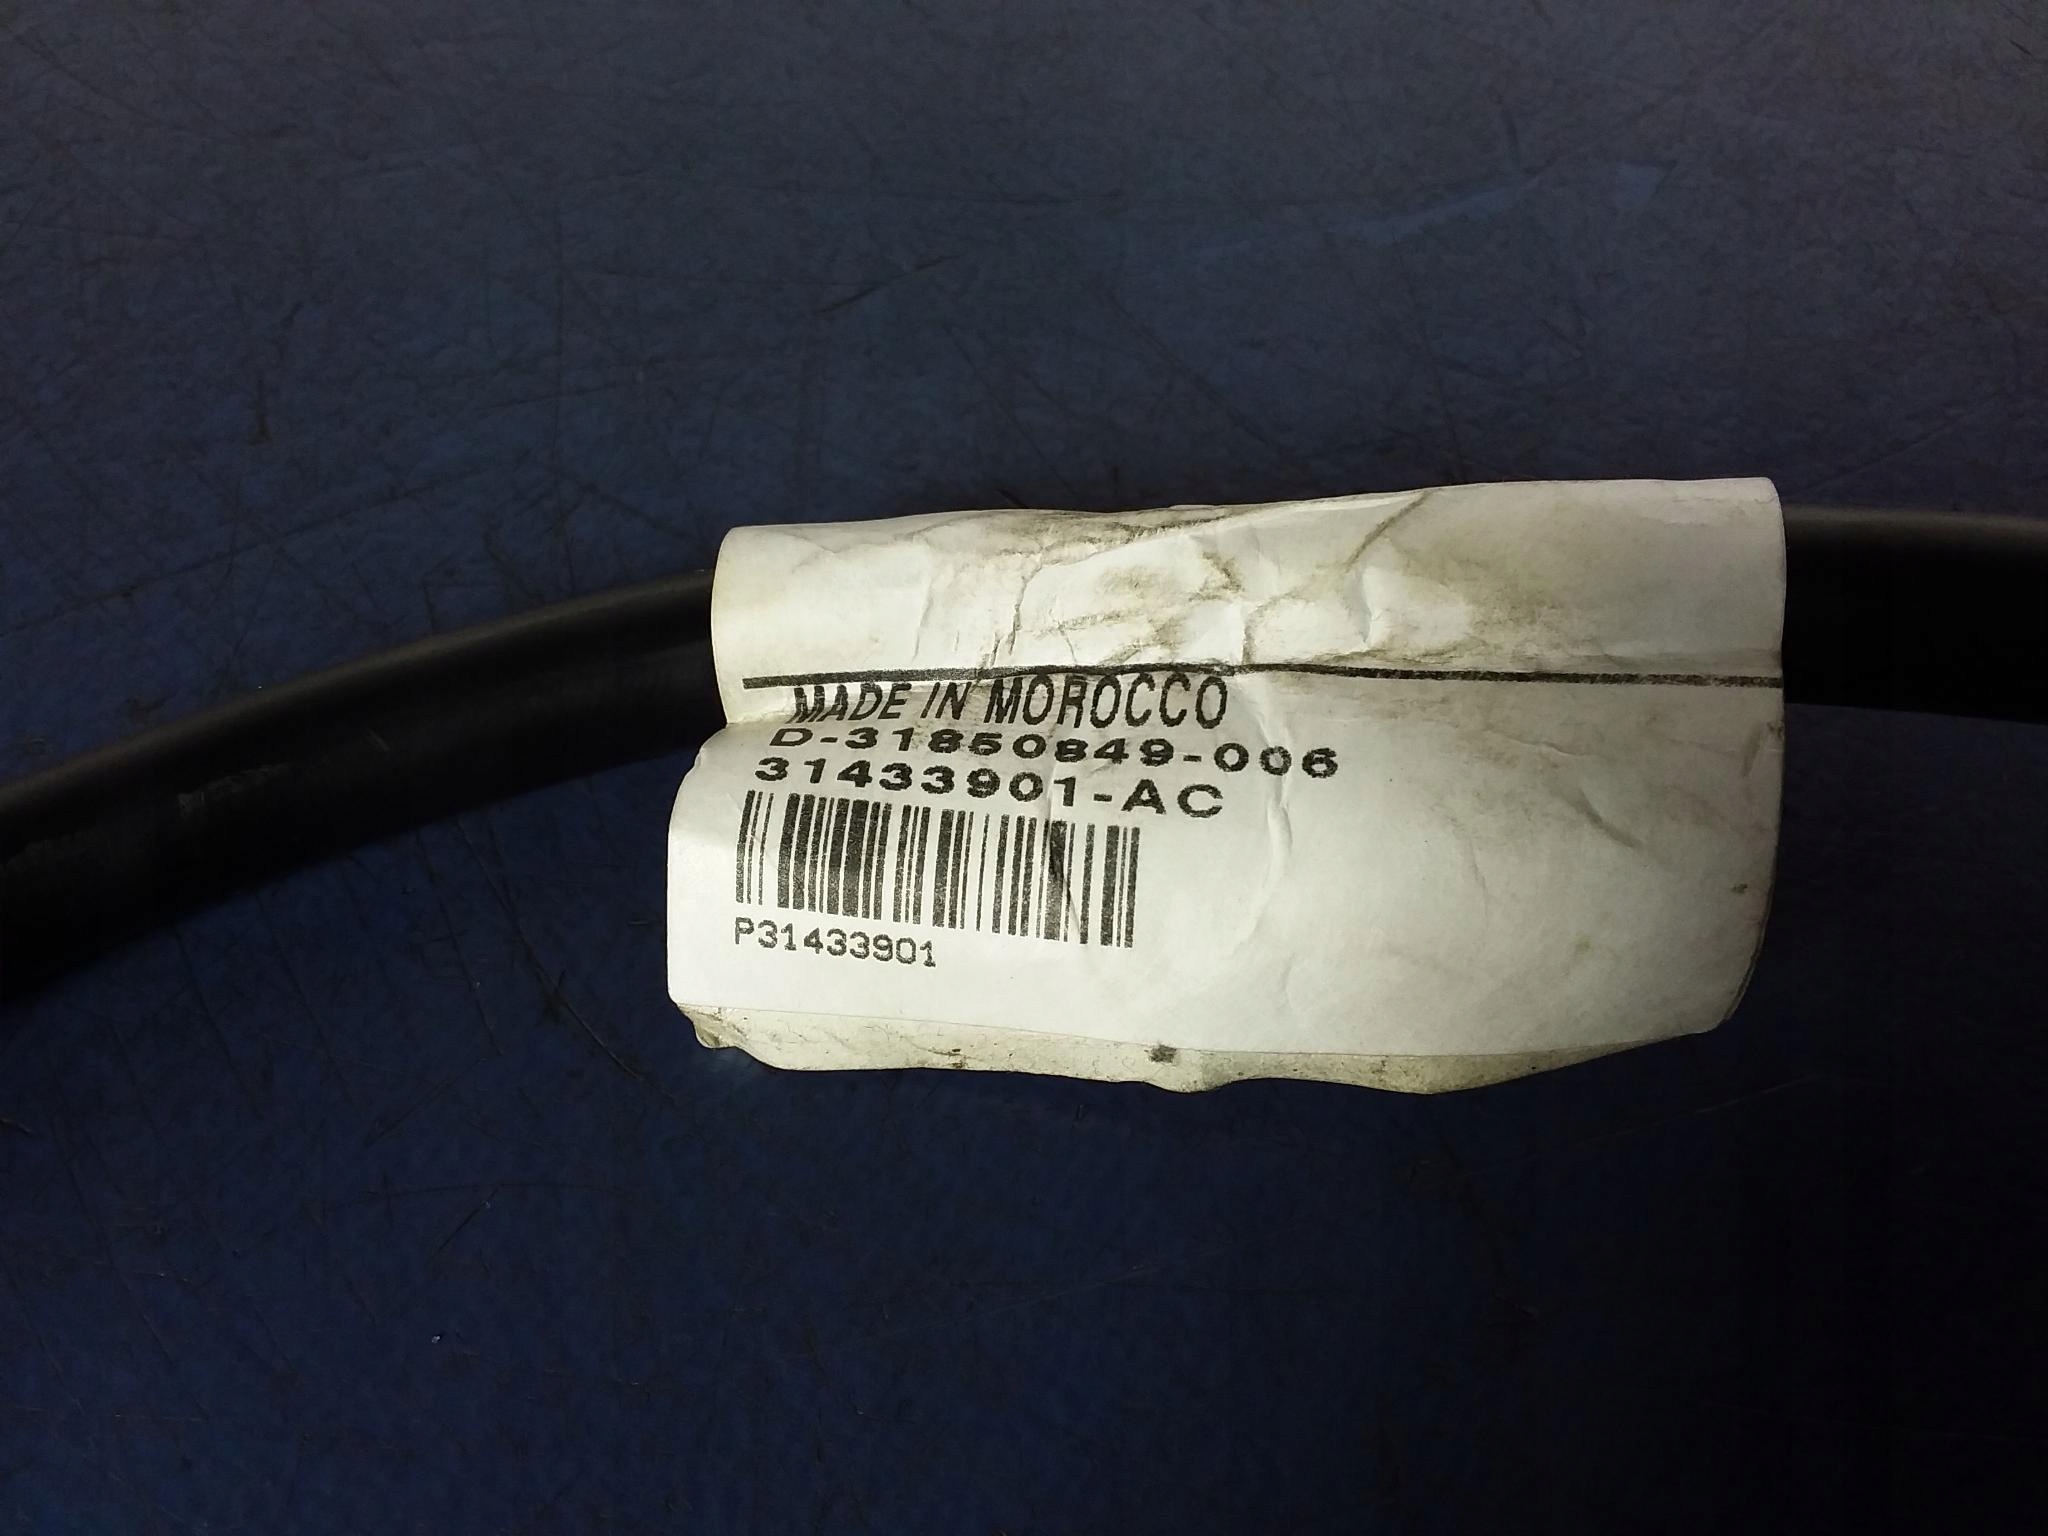 MADE IN MOROCCO
D-31850849-006
31433901-AC
P31433901